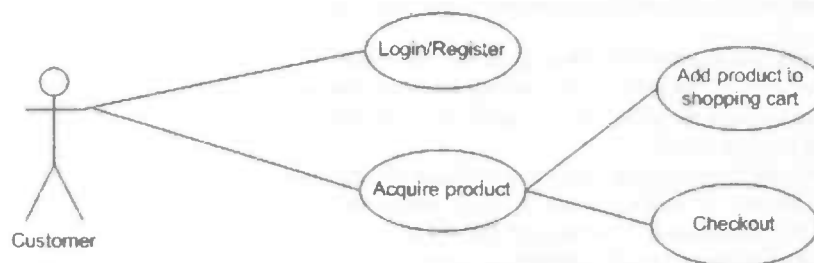 Login/Register
Add product to
shopping cart
Acquire product
Checkout
Customer